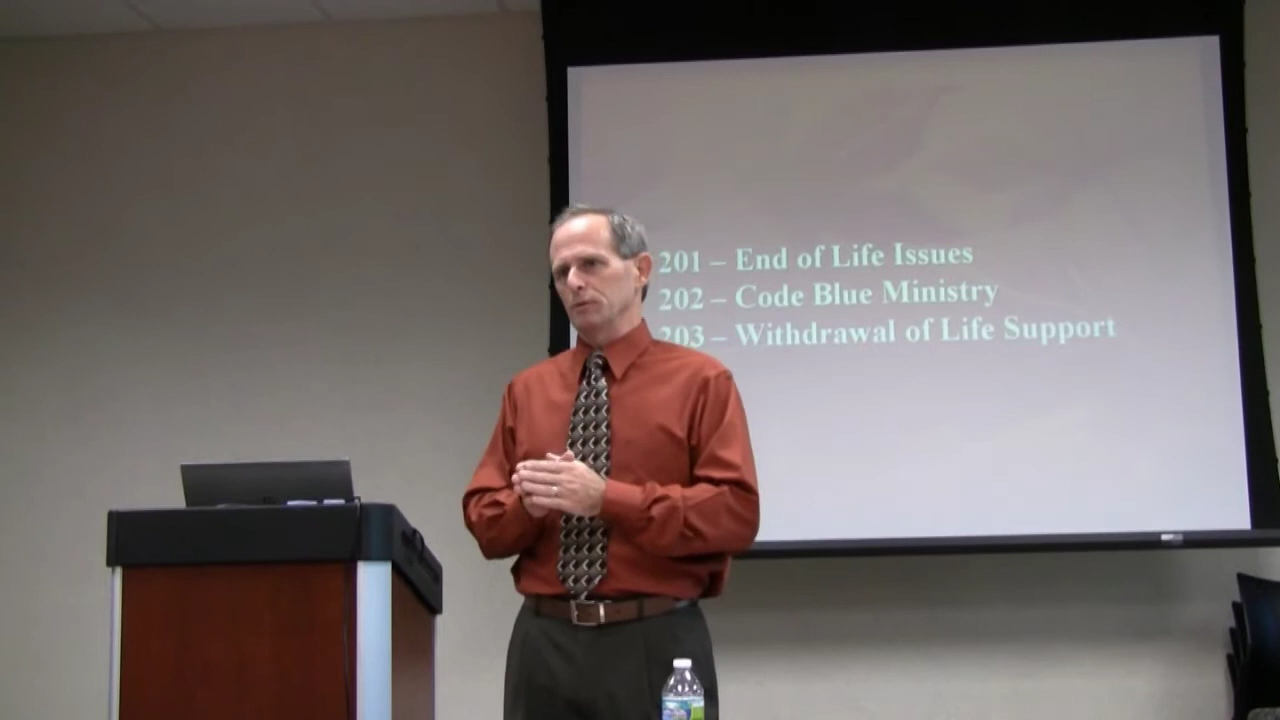 201 – End of Life Issues
202 – Code Blue Ministry
203 – Withdrawal of Life Support